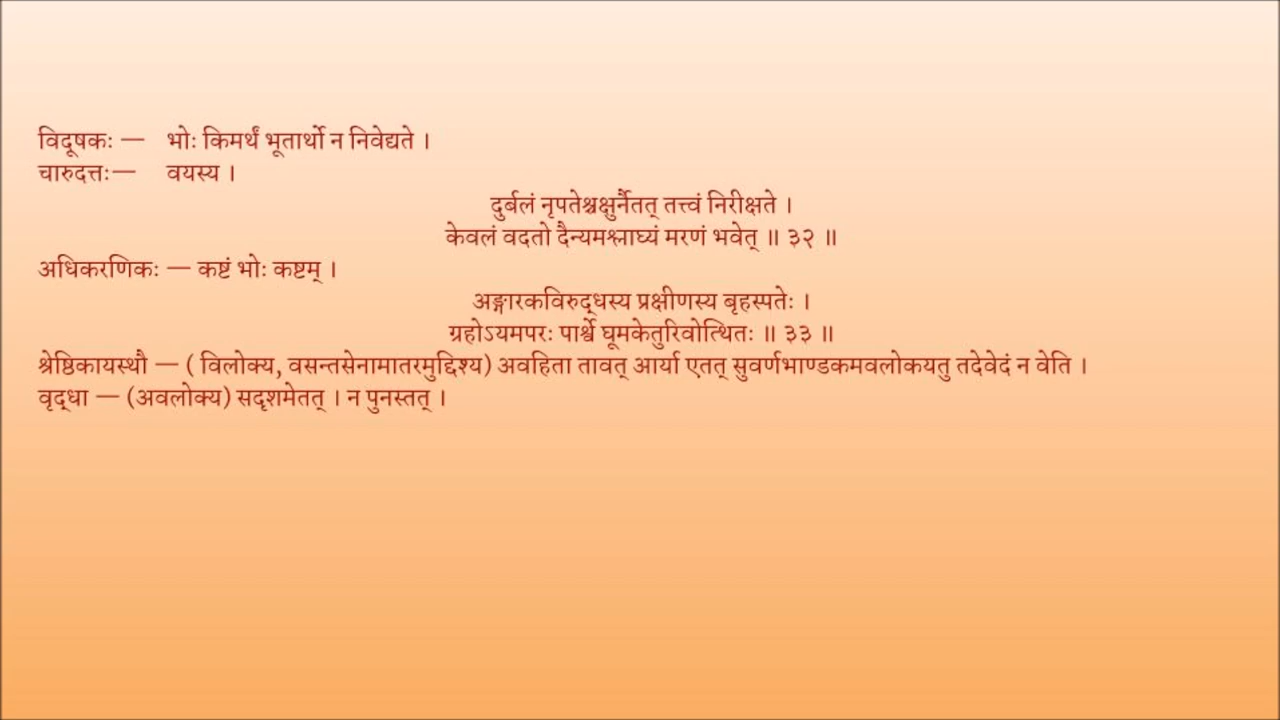 विदूषकः — भोः किमर्थं भूतार्थो न निवेद्यते ।
चारुदत्तः— वयस्य ।
दुर्बलं नृपतेश्चक्षुर्नैतत् तत्त्वं निरीक्षते ।
केवलं वदतो दैन्यमश्लाघ्यं मरणं भवेत् ॥ ३२ ॥
अधिकरणिकः — कष्टं भोः कष्टम् ।
अङ्गारकविरुद्धस्य प्रक्षीणस्य बृहस्पतेः ।
ग्रहोऽयमपरः पार्श्वे घूमकेतुरिवोत्थितः ॥ ३३ ॥
श्रेष्ठिकायस्थौ — ( विलोक्य, वसन्तसेनामातरमुद्दिश्य) अवहिता तावत् आर्या एतत् सुवर्णभाण्डकमवलोकयतु तदेवेदं न वेति ।
वृद्धा — (अवलोक्य) सदृशमेतत् । न पुनस्तत् ।